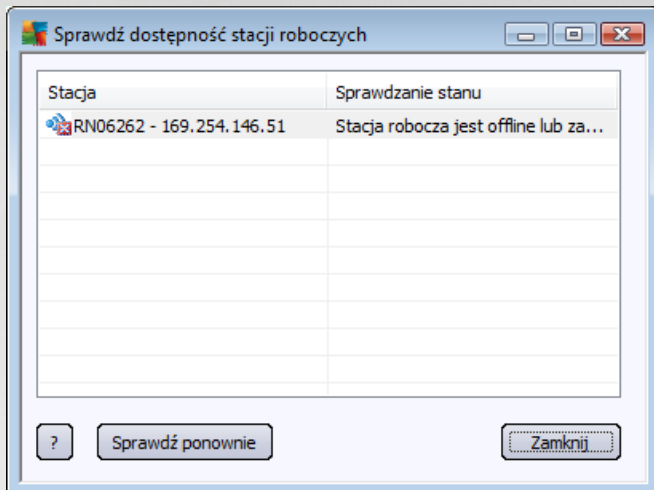 Sprawdź dostępność stacji roboczych
Stacja Sprawdzanie stanu
RN06262 - 169.254.146.51 Stacja robocza jest offline lub za...
? Sprawdź ponownie Zamknij